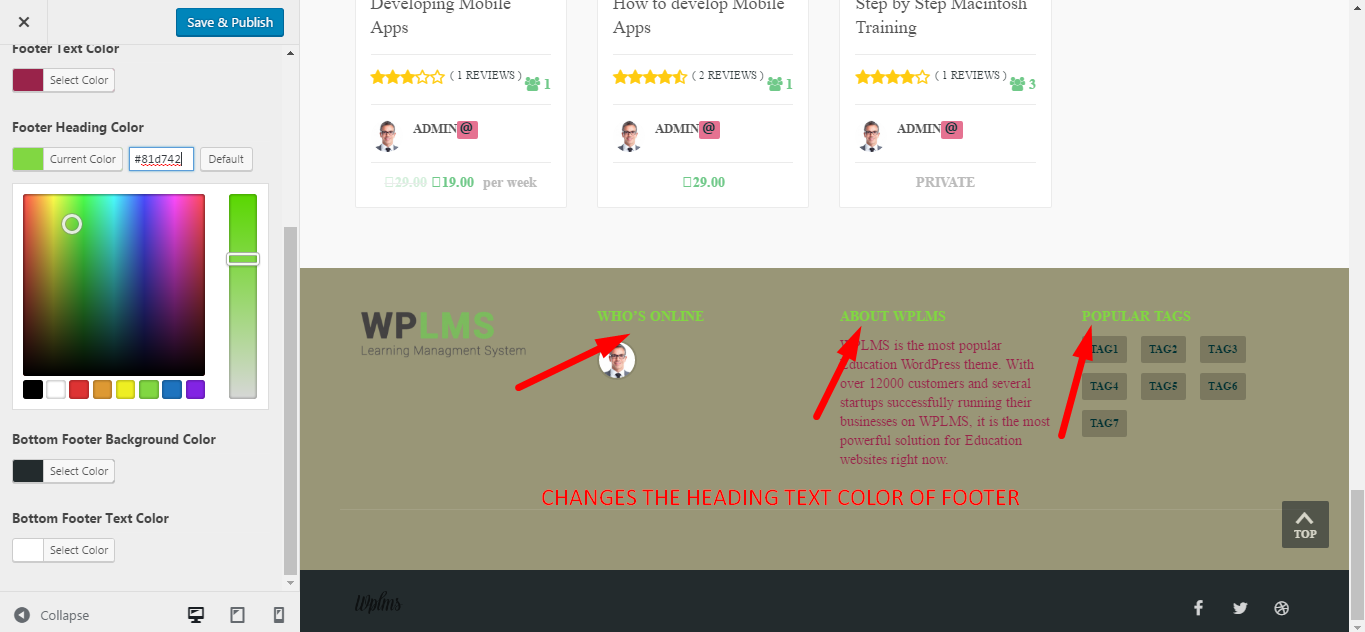 Save & Publish
Footer Text Color
Select Color
Footer Heading Color
Current Color
#81d742
Default
Bottom Footer Background Color
Select Color
Bottom Footer Text Color
Select Color
Collapse
Developing Mobile
Apps
( 1 REVIEWS )
1
ADMIN@
29.00 19.00 per week
How to develop Mobile
Apps
( 2 REVIEWS )
1
ADMIN@
29.00
Step by Step Macintosh
Training
( 1 REVIEWS )
3
ADMIN@
PRIVATE
WPLMS
Learning Managment System
WHO'S ONLINE
ABOUT WPLMS
WPLMS is the most popular
Education WordPress theme. With
over 12000 customers and several
startups successfully running their
businesses on WPLMS, it is the most
powerful solution for Education
websites right now.
POPULAR TAGS
TAG1 TAG2 TAG3
TAG4 TAG5 TAG6
TAG7
CHANGES THE HEADING TEXT COLOR OF FOOTER
TOP
Wplms